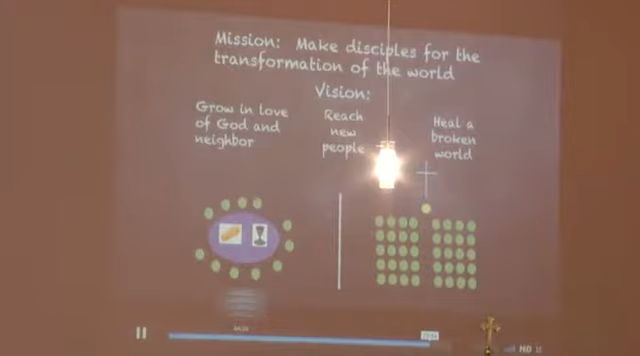 Mission: Make disciples for the
transformation of the world
Vision:
Grow in love
of God and
neighbor
Reach
new
people
Heal a
broken
world
HD